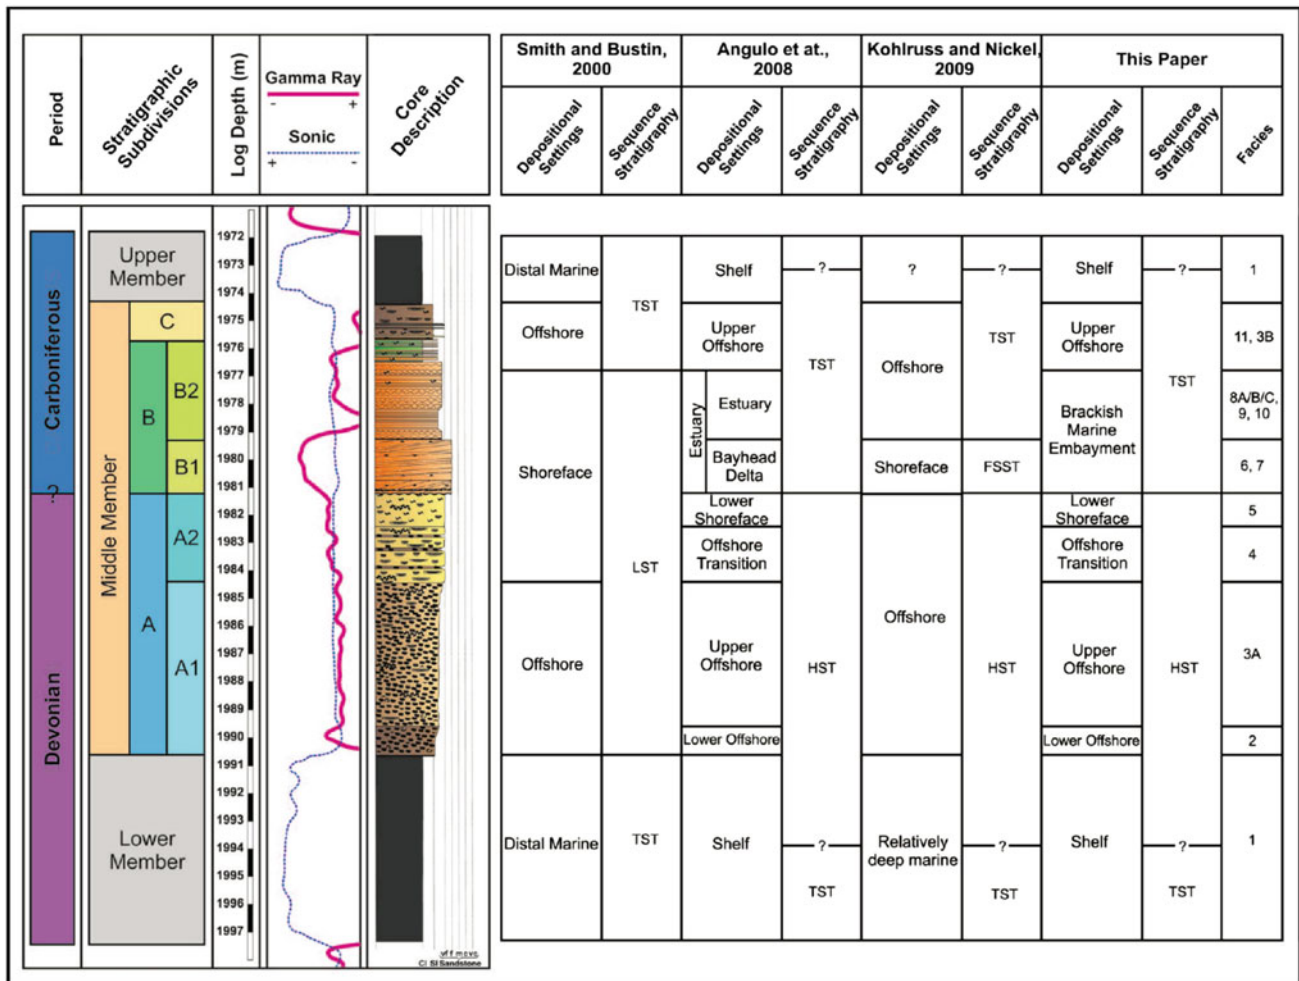 Period
Stratigraphic
Subdivisions
Log Depth (m)
Gamma Ray
- +
Sonic
+ -
Core
Description
Smith and Bustin,
2000
Angulo et at.,
2008
Kohlruss and Nickel,
2009
This Paper
Depositional
Settings
Sequence
Stratigraphy
Depositional
Settings
Sequence
Stratigraphy
Depositional
Settings
Sequence
Stratigraphy
Depositional
Settings
Sequence
Stratigraphy
Facies
Carboniferous
?
Devonian
Upper
Member
Middle Member
C
B
B2
B1
A
A2
A1
Lower
Member
1972
1973
1974
1975
1976
1977
1978
1979
1980
1981
1982
1983
1984
1985
1986
1987
1988
1989
1990
1991
1992
1993
1994
1995
1996
1997
Cl SlSandstone
Distal Marine
Offshore
Shoreface
Offshore
Distal Marine
TST
LST
TST
Shelf
Upper
Offshore
Estuary
Estuary
Bayhead
Delta
Lower
Shoreface
Offshore
Transition
Upper
Offshore
Lower Offshore
Shelf
?
TST
HST
?
TST
?
Offshore
Shoreface
Offshore
Relatively
deep marine
?
TST
FSST
HST
?
TST
Shelf
Upper
Offshore
Brackish
Marine
Embayment
Lower
Shoreface
Offshore
Transition
Upper
Offshore
Lower Offshore
Shelf
?
TST
HST
?
TST
1
11, 3B
8A/B/C,
9, 10
6, 7
5
4
3A
2
1